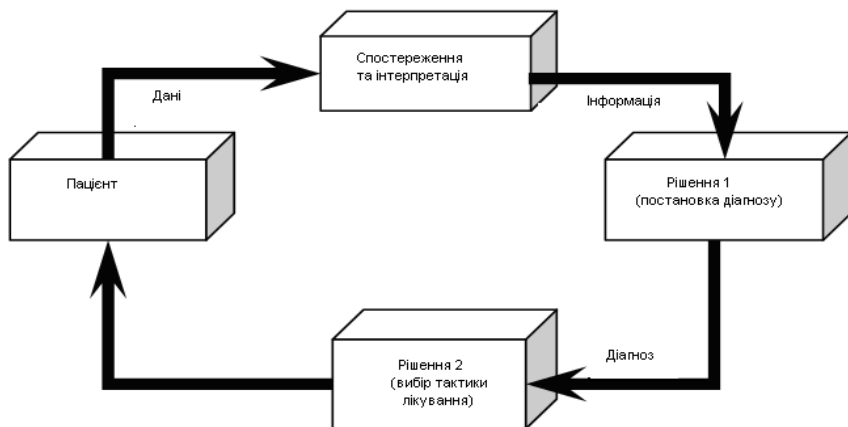 Спостереження
та інтерпретація
Дані
Інформація
Пацієнт
Рішення 1
(постановка діагнозу)
Рішення 2
(вибір тактики
лікування)
Діагноз